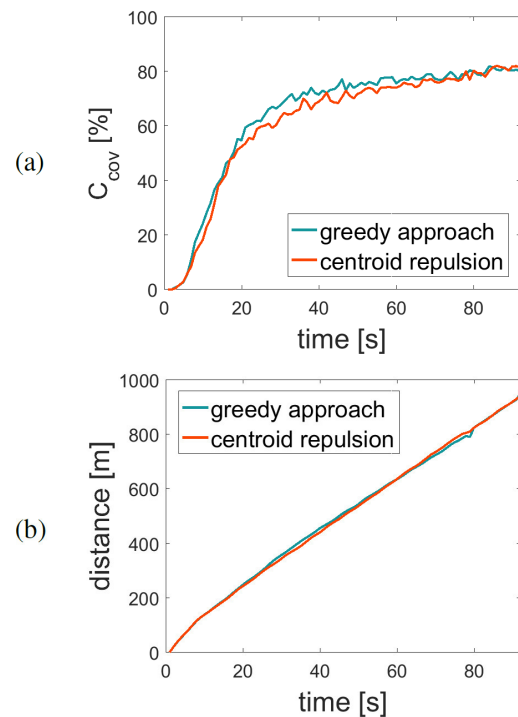 (a)
C_cov [%]
100
80
60
40
20
0
greedy approach
centroid repulsion
0 20 40 60 80
time [s]
(b)
distance [m]
1000
800
600
400
200
0
greedy approach
centroid repulsion
0 20 40 60 80
time [s]